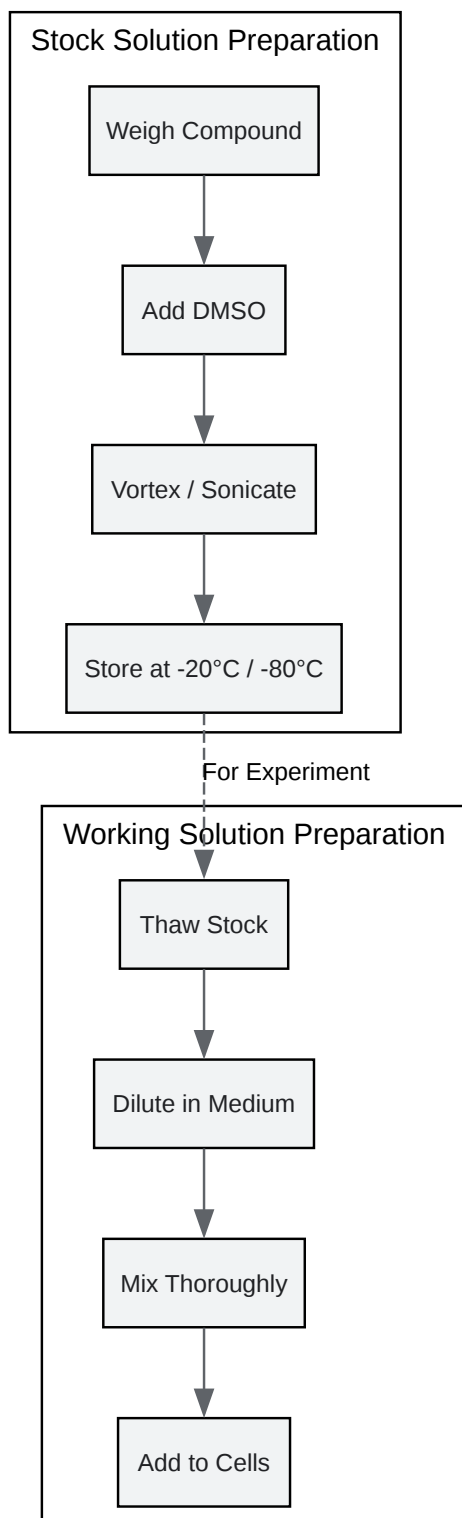 Stock Solution Preparation
Weigh Compound
Add DMSO
Vortex / Sonicate
Store at -20°C / -80°C
For Experiment
Working Solution Preparation
Thaw Stock
Dilute in Medium
Mix Thoroughly
Add to Cells